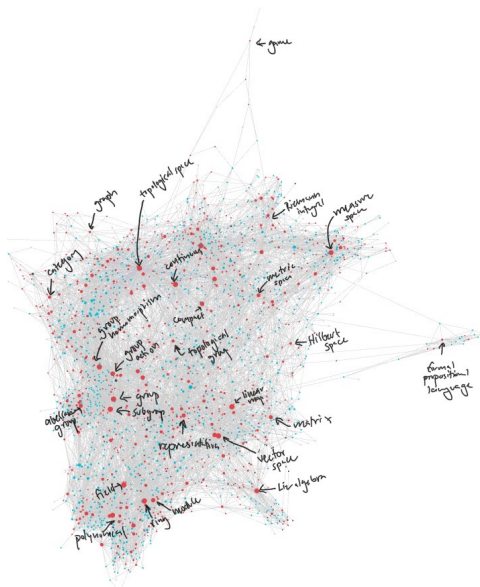 game
graph
topological space
Riemann
integral
measure
space
category
continuous
metric
space
compact
group
homomorphism
group
action
topological
group
Hilbert
space
formal
propositional
language
group
subgroup
abelian
group
linear
map
matrix
representation
vector
space
Lie algebra
field
module
ring
polynomial